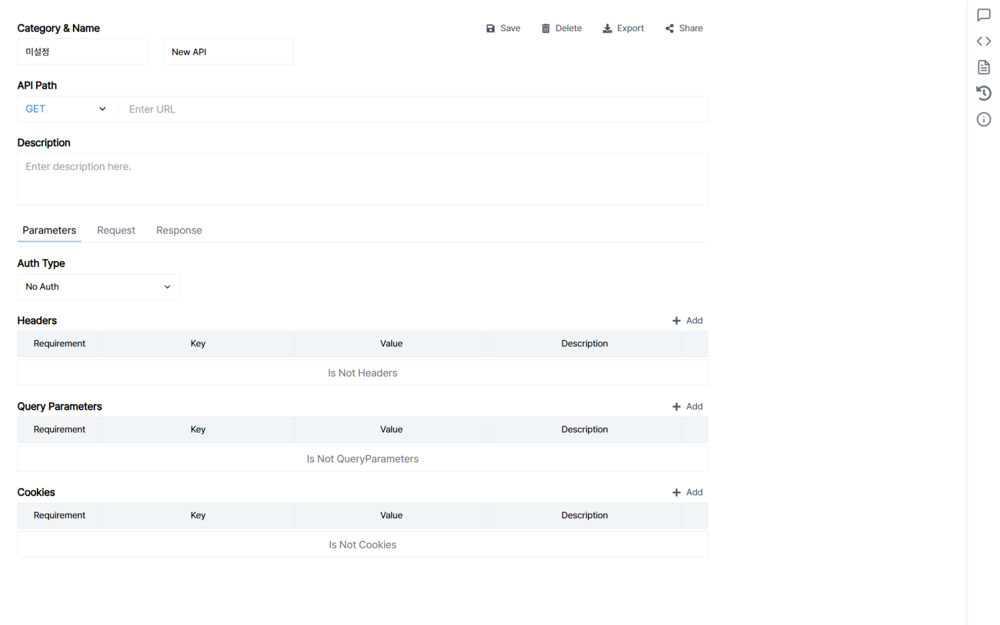 Category & Name
Save
Delete
Export
Share
미설정
New API
API Path
GET
Enter URL
Description
Enter description here.
Parameters
Request
Response
Auth Type
No Auth
Headers
Add
Requirement
Key
Value
Description
Is Not Headers
Query Parameters
Add
Requirement
Key
Value
Description
Is Not QueryParameters
Cookies
Add
Requirement
Key
Value
Description
Is Not Cookies